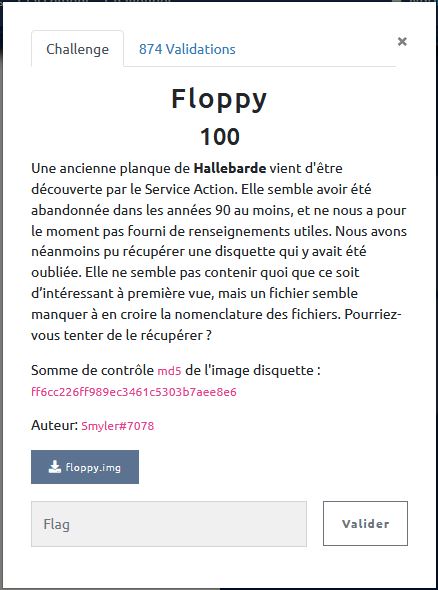 Challenge
874 Validations
×
Floppy
100
Une ancienne planque de Hallebarde vient d'être
découverte par le Service Action. Elle semble avoir été
abandonnée dans les années 90 au moins, et ne nous a pour
le moment pas fourni de renseignements utiles. Nous avons
néanmoins pu récupérer une disquette qui y avait été
oubliée. Elle ne semble pas contenir quoi que ce soit
d’intéressant à première vue, mais un fichier semble
manquer à en croire la nomenclature des fichiers. Pourriez-
vous tenter de le récupérer ?
Somme de contrôle md5 de l'image disquette :
ff6cc226ff989ec3461c5303b7aee8e6
Auteur: Smyler#7078
floppy.img
Flag
Valider